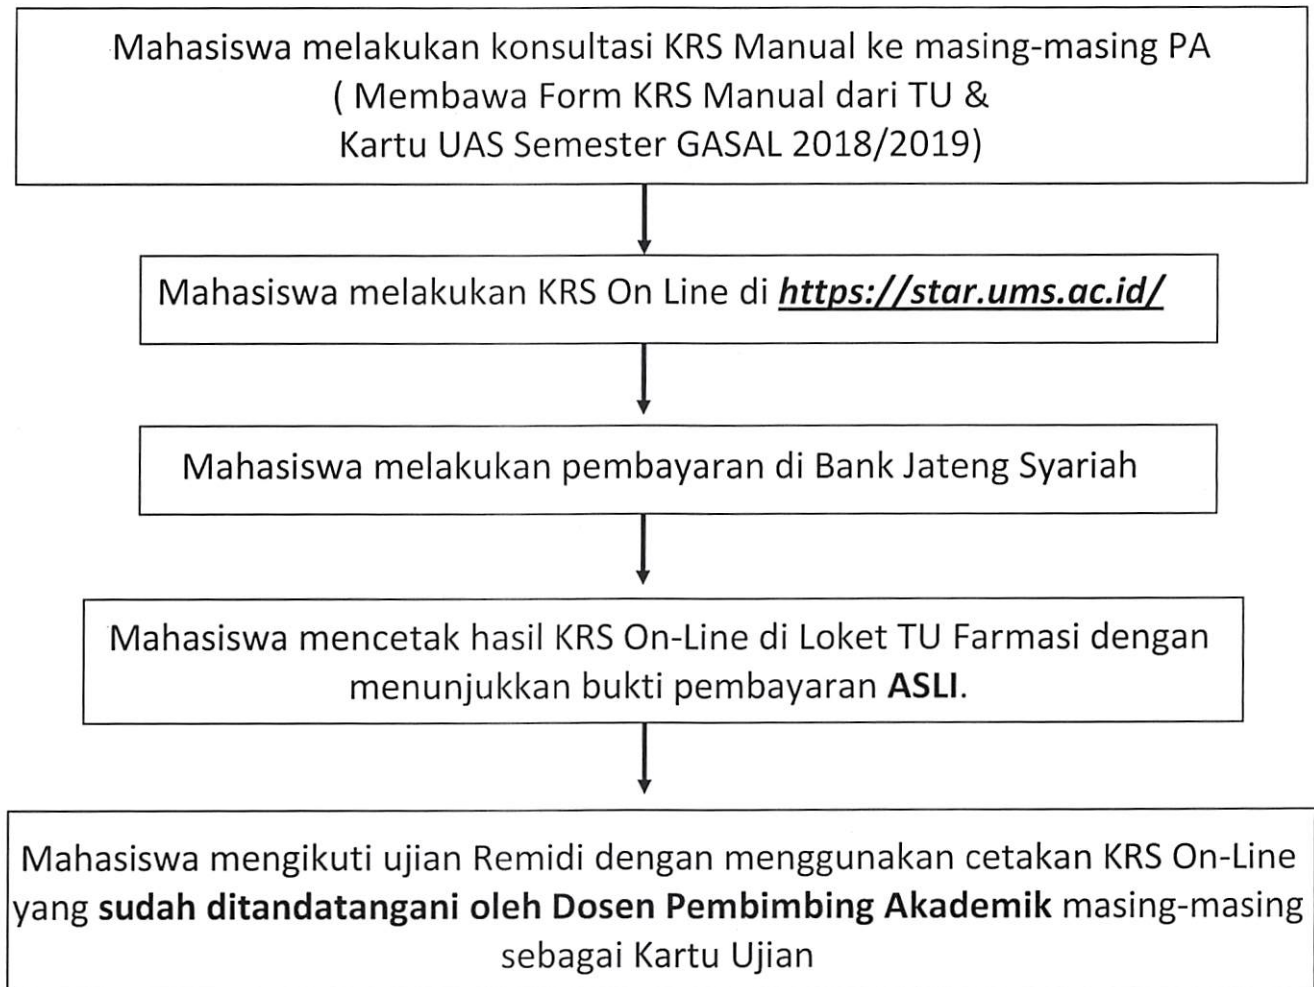 Mahasiswa melakukan konsultasi KRS Manual ke masing-masing PA
( Membawa Form KRS Manual dari TU &
Kartu UAS Semester GASAL 2018/2019)
Mahasiswa melakukan KRS On Line di https://star.ums.ac.id/
Mahasiswa melakukan pembayaran di Bank Jateng Syariah
Mahasiswa mencetak hasil KRS On-Line di Loket TU Farmasi dengan
menunjukkan bukti pembayaran ASLI.
Mahasiswa mengikuti ujian Remidi dengan menggunakan cetakan KRS On-Line
yang sudah ditandatangani oleh Dosen Pembimbing Akademik masing-masing
sebagai Kartu Ujian